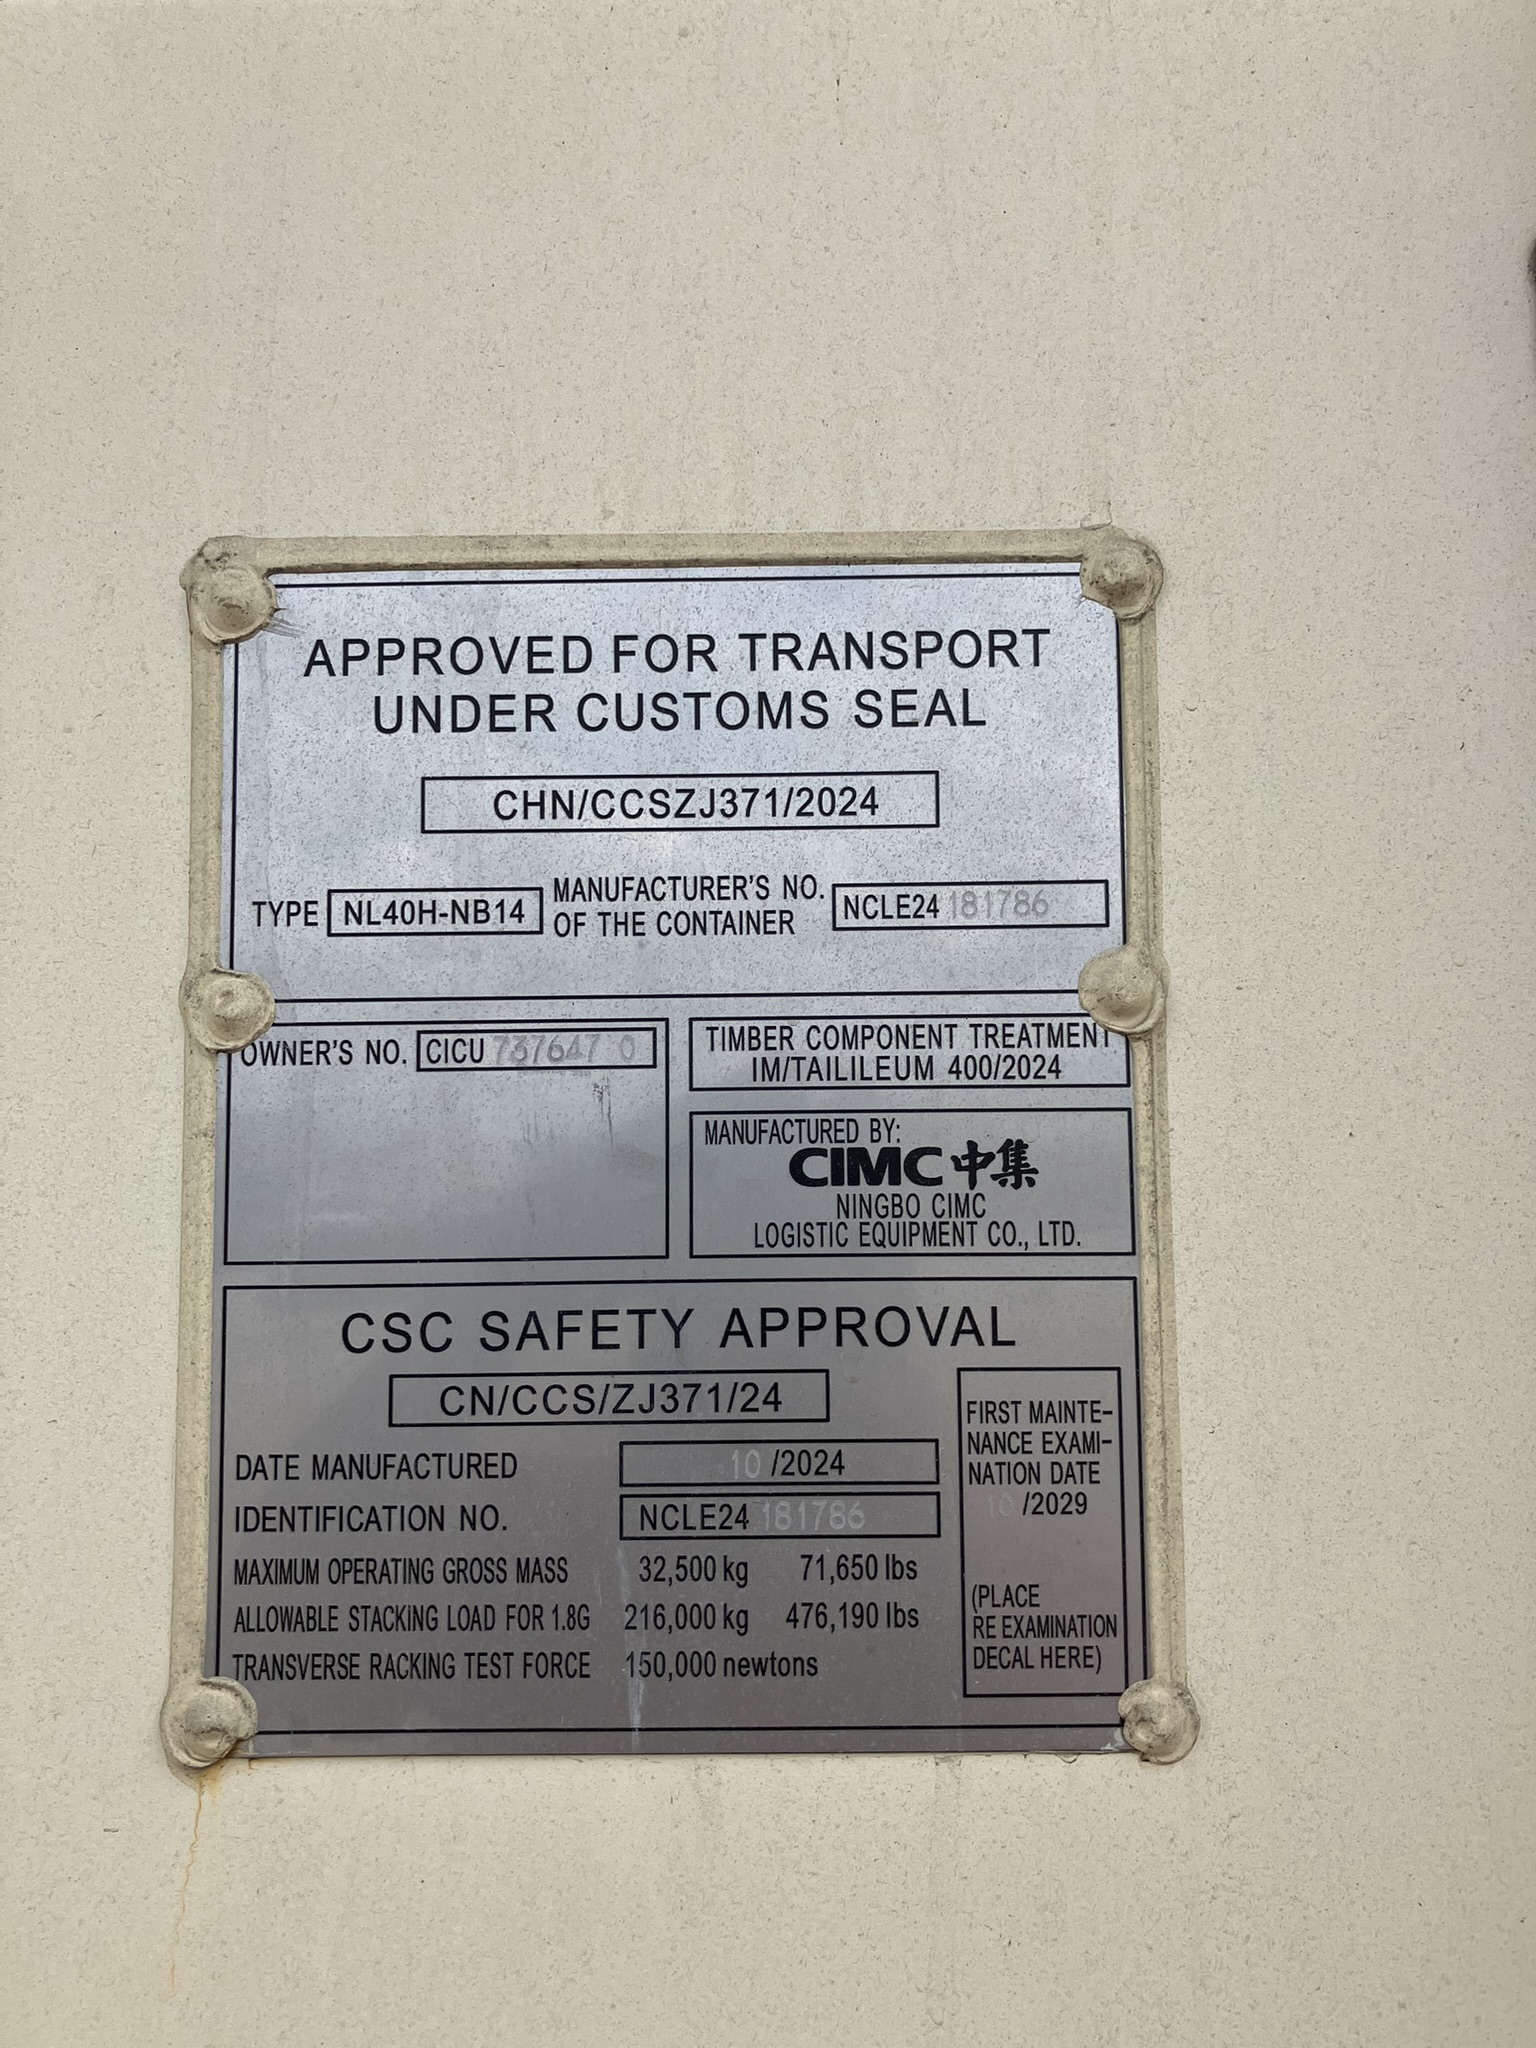 APPROVED FOR TRANSPORT
UNDER CUSTOMS SEAL
CHN/CCSZJ371/2024
TYPE NL40H-NB14 MANUFACTURER'S NO. OF THE CONTAINER NCLE24 181786
OWNER'S NO. CICU 737647 0
TIMBER COMPONENT TREATMENT
IM/TAILILEUM 400/2024
MANUFACTURED BY:
CIMC 中集
NINGBO CIMC
LOGISTIC EQUIPMENT CO., LTD.
CSC SAFETY APPROVAL
CN/CCS/ZJ371/24
DATE MANUFACTURED 10 /2024
IDENTIFICATION NO. NCLE24 181786
MAXIMUM OPERATING GROSS MASS 32,500 kg 71,650 lbs
ALLOWABLE STACKING LOAD FOR 1.8G 216,000 kg 476,190 lbs
TRANSVERSE RACKING TEST FORCE 150,000 newtons
FIRST MAINTE-
NANCE EXAMI-
NATION DATE
10 /2029
(PLACE
RE EXAMINATION
DECAL HERE)